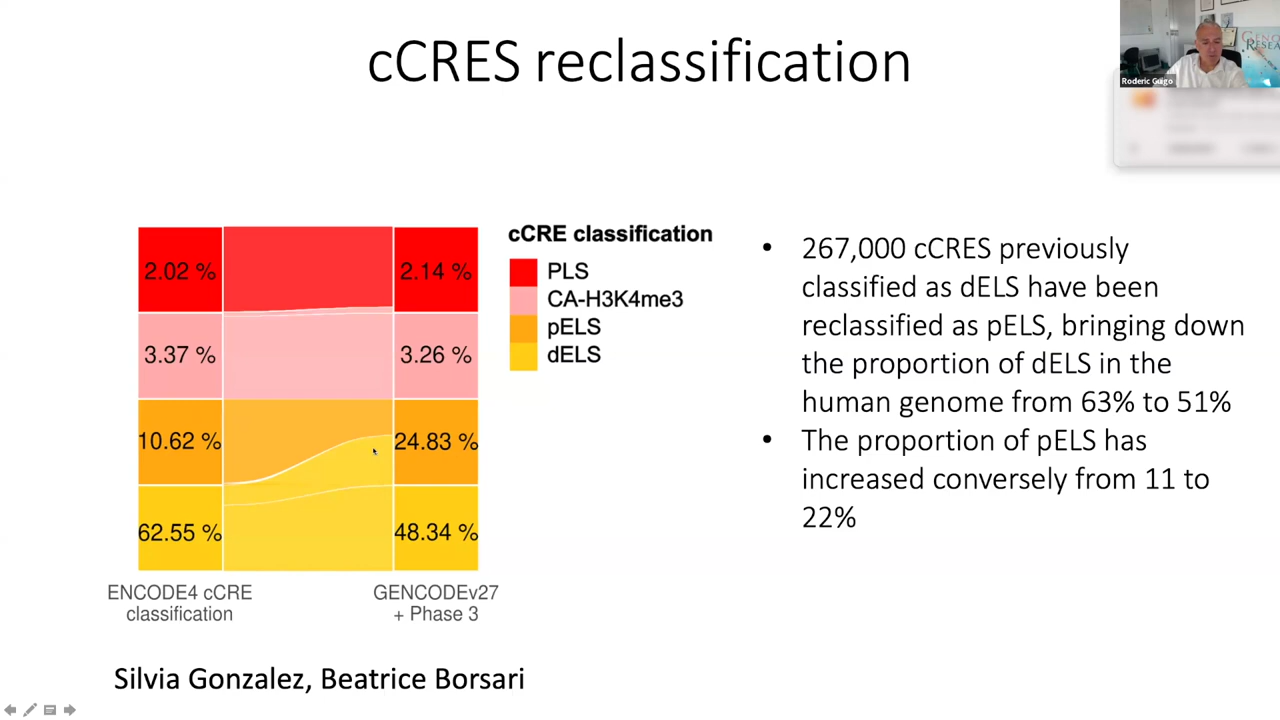 cCRES reclassification
Roderic Guigo
2.02 %
2.14 %
3.37 %
3.26 %
10.62 %
24.83 %
62.55 %
48.34 %
ENCODE4 cCRE
classification
GENCODEv27
+ Phase 3
cCRE classification
PLS
CA-H3K4me3
pELS
dELS
• 267,000 cCRES previously
classified as dELS have been
reclassified as pELS, bringing down
the proportion of dELS in the
human genome from 63% to 51%
• The proportion of pELS has
increased conversely from 11 to
22%
Silvia Gonzalez, Beatrice Borsari